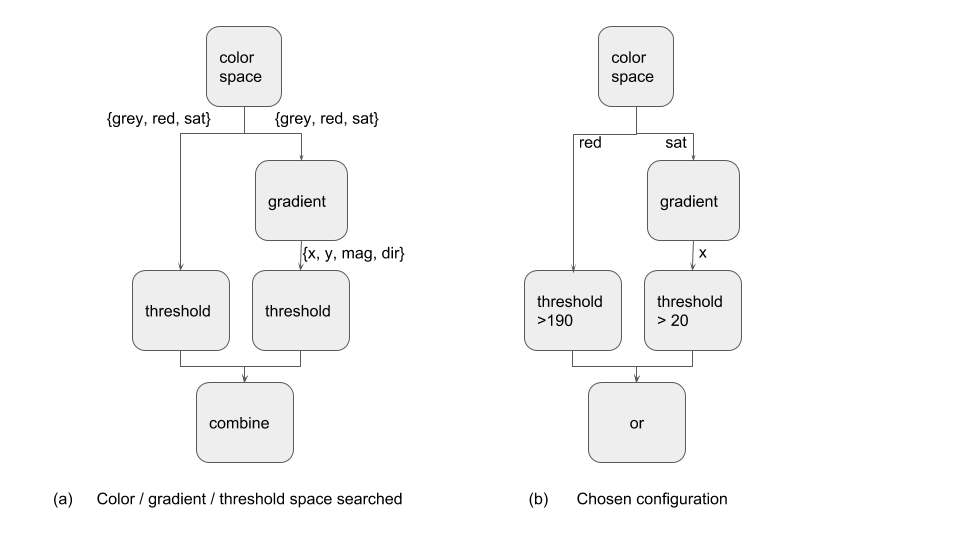 color
space
{grey, red, sat}
{grey, red, sat}
gradient
{x, y, mag, dir}
threshold
threshold
combine
(a) Color / gradient / threshold space searched
color
space
red
sat
gradient
x
threshold
>190
threshold
> 20
or
(b) Chosen configuration